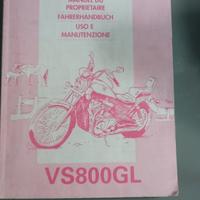 MANUEL DU
PROPRIETAIRE
FAHRERHANDBUCH
USO E
MANUTENZIONE
VS800GL